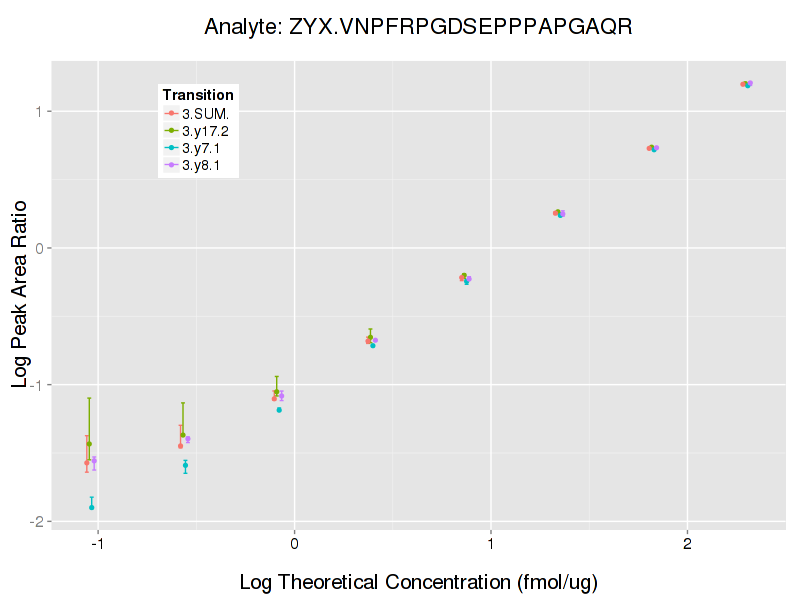 Analyte: ZYX.VNPFRPGDSEPPPAPGAQR
Transition
3.SUM.
3.y17.2
3.y7.1
3.y8.1
Log Peak Area Ratio
1
0
-1
-2
-1
0
1
2
Log Theoretical Concentration (fmol/ug)